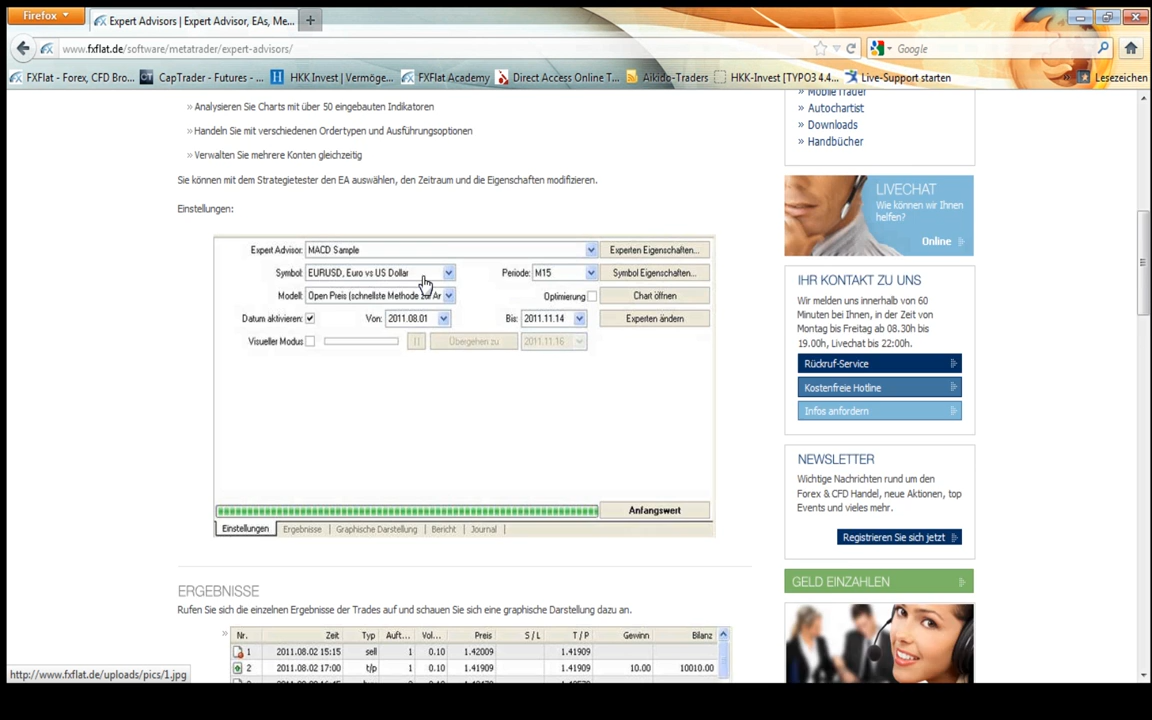 Firefox
Expert Advisors | Expert Advisor, EAs, Me...
www.fxflat.de/software/metatrader/expert-advisors/
Google
FXFlat - Forex, CFD Bro...
CapTrader - Futures - ...
HKK Invest | Vermöge...
FXFlat Academy
Direct Access Online T...
Aikido-Traders
HKK-Invest [TYPO3 4.4...
Live-Support starten
»
Lesezeichen
» Analysieren Sie Charts mit über 50 eingebauten Indikatoren
» Handeln Sie mit verschiedenen Ordertypen und Ausführungsoptionen
» Verwalten Sie mehrere Konten gleichzeitig
Sie können mit dem Strategietester den EA auswählen, den Zeitraum und die Eigenschaften modifizieren.
Einstellungen:
Expert Advisor: MACD Sample Experten Eigenschaften...
Symbol: EURUSD, Euro vs US Dollar Periode: M15 Symbol Eigenschaften...
Modell: Open Preis (schnellste Methode zur Ar Optimierung Chart öffnen
Datum aktivieren: Von: 2011.08.01 Bis: 2011.11.14 Experten ändern
Visueller Modus Übergehen zu 2011.11.16
Anfangswert
Einstellungen | Ergebnisse | Graphische Darstellung | Bericht | Journal |
ERGEBNISSE
Rufen Sie sich die einzelnen Ergebnisse der Trades auf und schauen Sie sich eine graphische Darstellung dazu an.
» Nr. Zeit Typ Auft... Vol... Preis S / L T / P Gewinn Bilanz
1 2011.08.02 15:15 sell 1 0.10 1.42009 1.41909
2 2011.08.02 17:00 t/p 1 0.10 1.41909 1.41909 10.00 10010.00
» MobileTrader
» Autochartist
» Downloads
» Handbücher
LIVECHAT
Wie können wir Ihnen
helfen?
Online
IHR KONTAKT ZU UNS
Wir melden uns innerhalb von 60
Minuten bei Ihnen, in der Zeit von
Montag bis Freitag ab 08.30h bis
19.00h, Livechat bis 22:00h.
Rückruf-Service
Kostenfreie Hotline
Infos anfordern
NEWSLETTER
Wichtige Nachrichten rund um den
Forex & CFD Handel, neue Aktionen, top
Events und vieles mehr.
Registrieren Sie sich jetzt
GELD EINZAHLEN
http://www.fxflat.de/uploads/pics/1.jpg